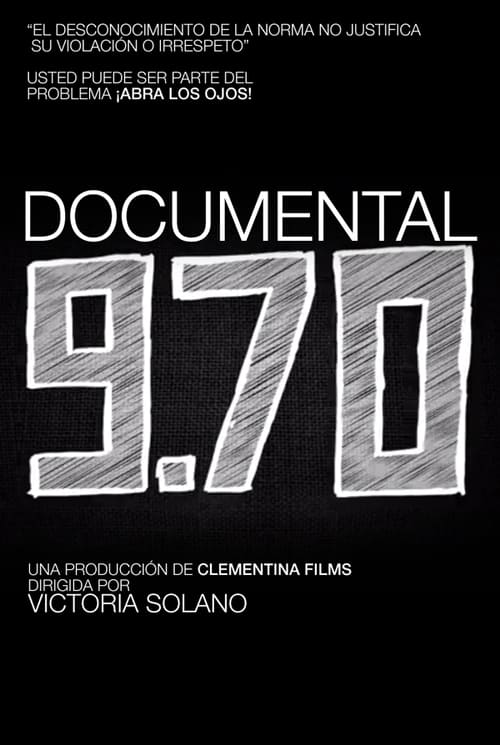 “EL DESCONOCIMIENTO DE LA NORMA NO JUSTIFICA
SU VIOLACIÓN O IRRESPETO”
USTED PUEDE SER PARTE DEL
PROBLEMA ¡ABRA LOS OJOS!
DOCUMENTAL
9.70
UNA PRODUCCIÓN DE CLEMENTINA FILMS
DIRIGIDA POR
VICTORIA SOLANO